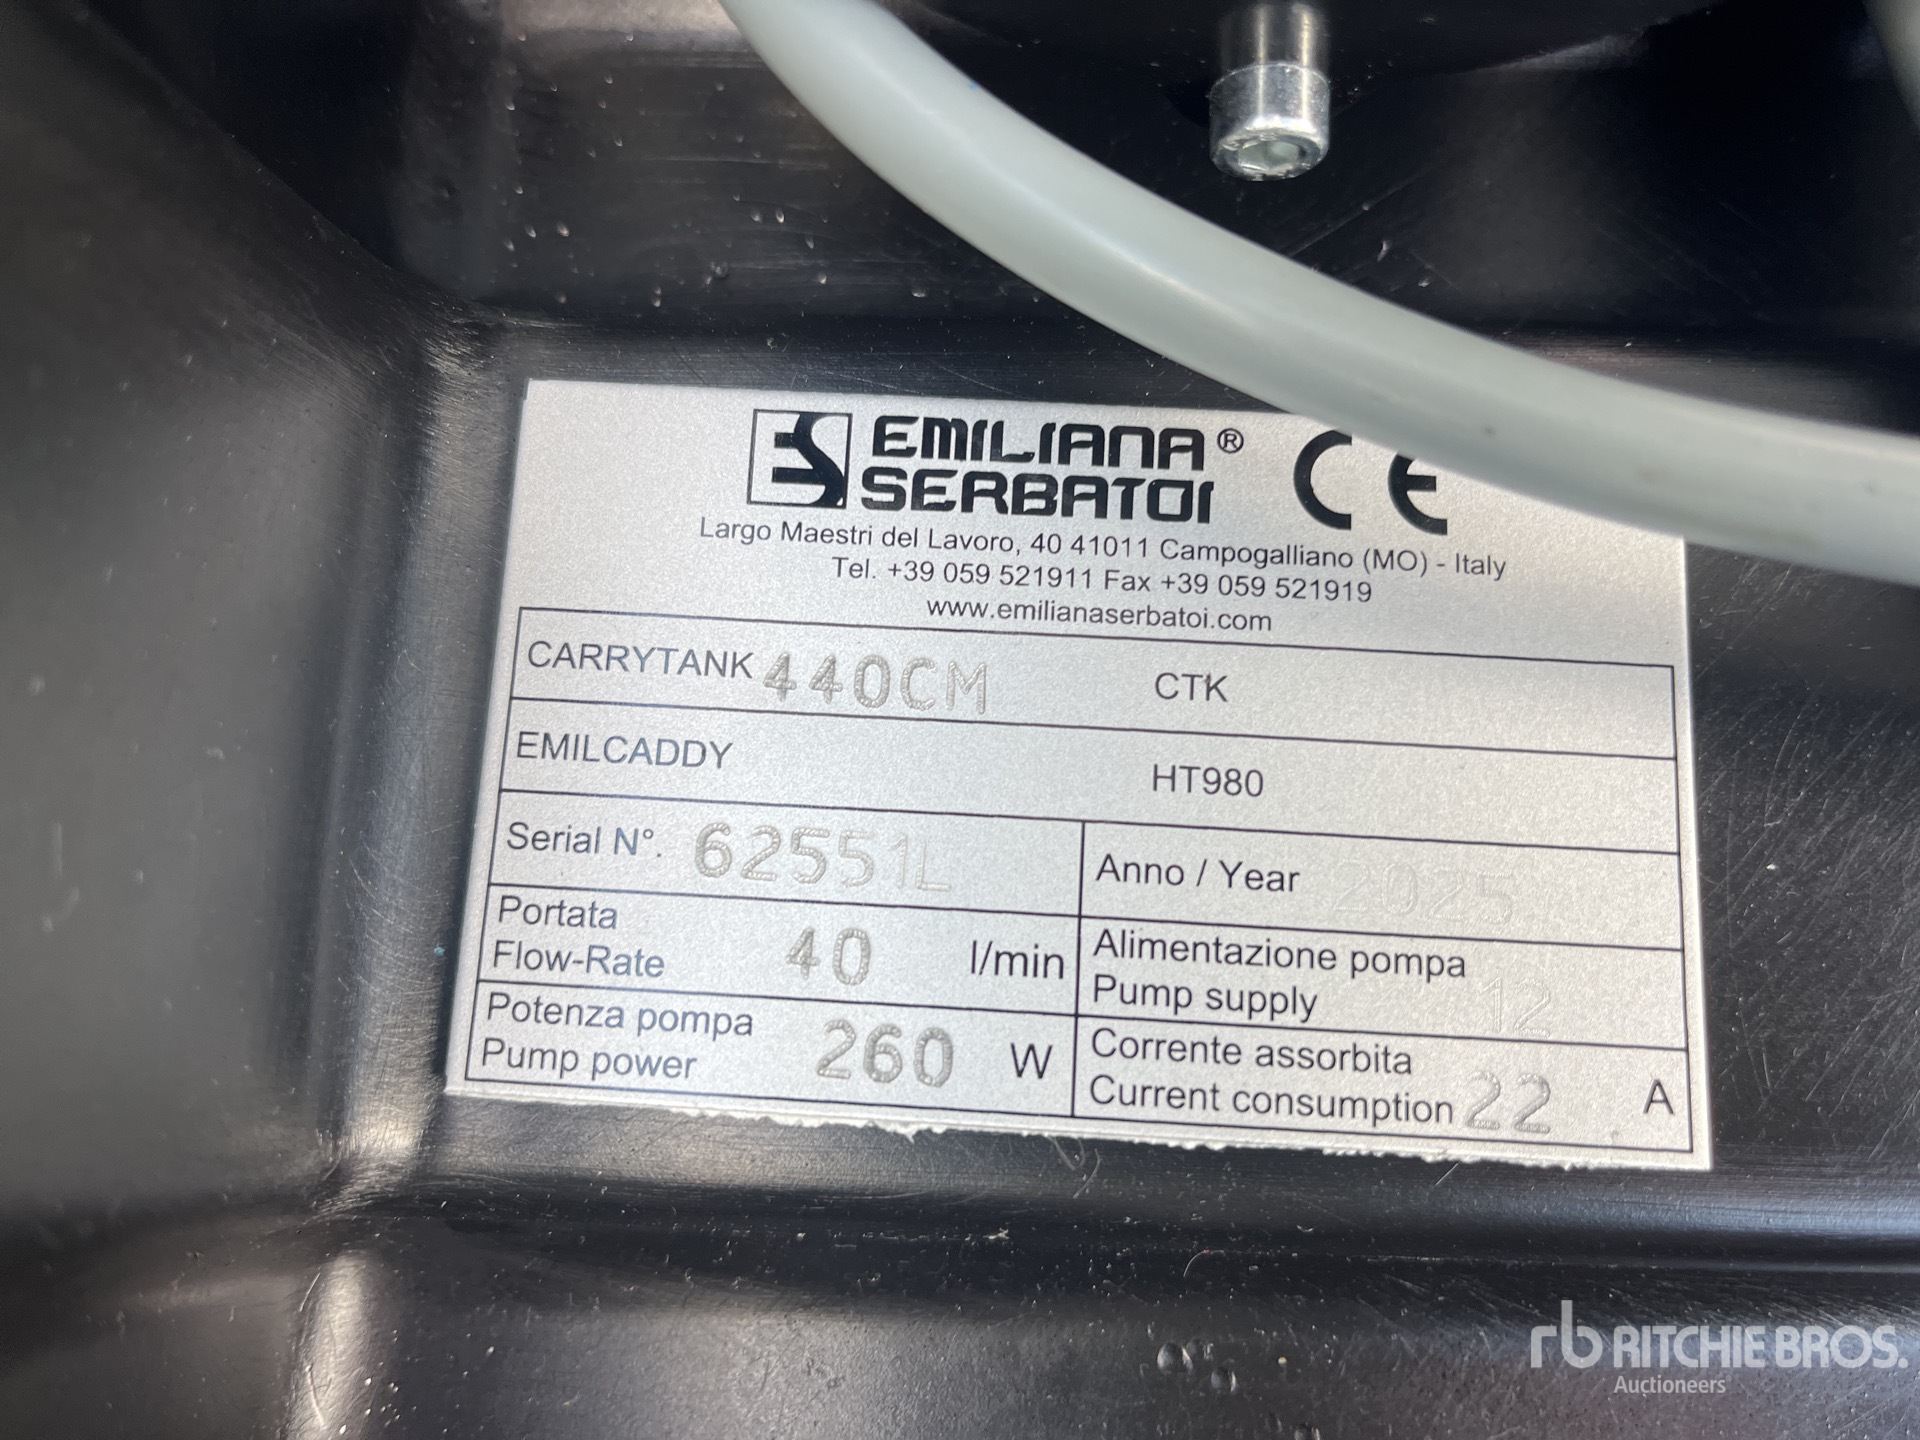 EMILIANA®
SERBATOI
CE
Largo Maestri del Lavoro, 40 41011 Campogalliano (MO) - Italy
Tel. +39 059 521911 Fax +39 059 521919
www.emilianaserbatoi.com
CARRYTANK 440CM CTK
EMILCADDY HT980
Serial N°. 62551L Anno / Year 2025
Portata
Flow-Rate 40 l/min
Alimentazione pompa
Pump supply 12
Potenza pompa
Pump power 260 W
Corrente assorbita
Current consumption 22 A
rb RITCHIE BROS.
Auctioneers